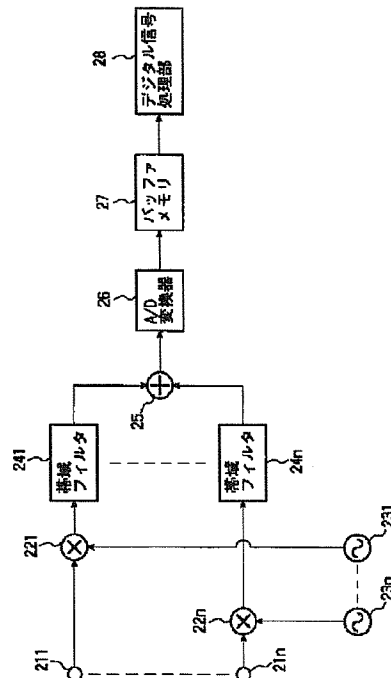 211
21n
221
22n
231
23n
241
帯域
フィルタ
帯域
フィルタ
24n
25
26
A/D
変換器
27
バッファ
メモリ
28
デジタル信号
処理部